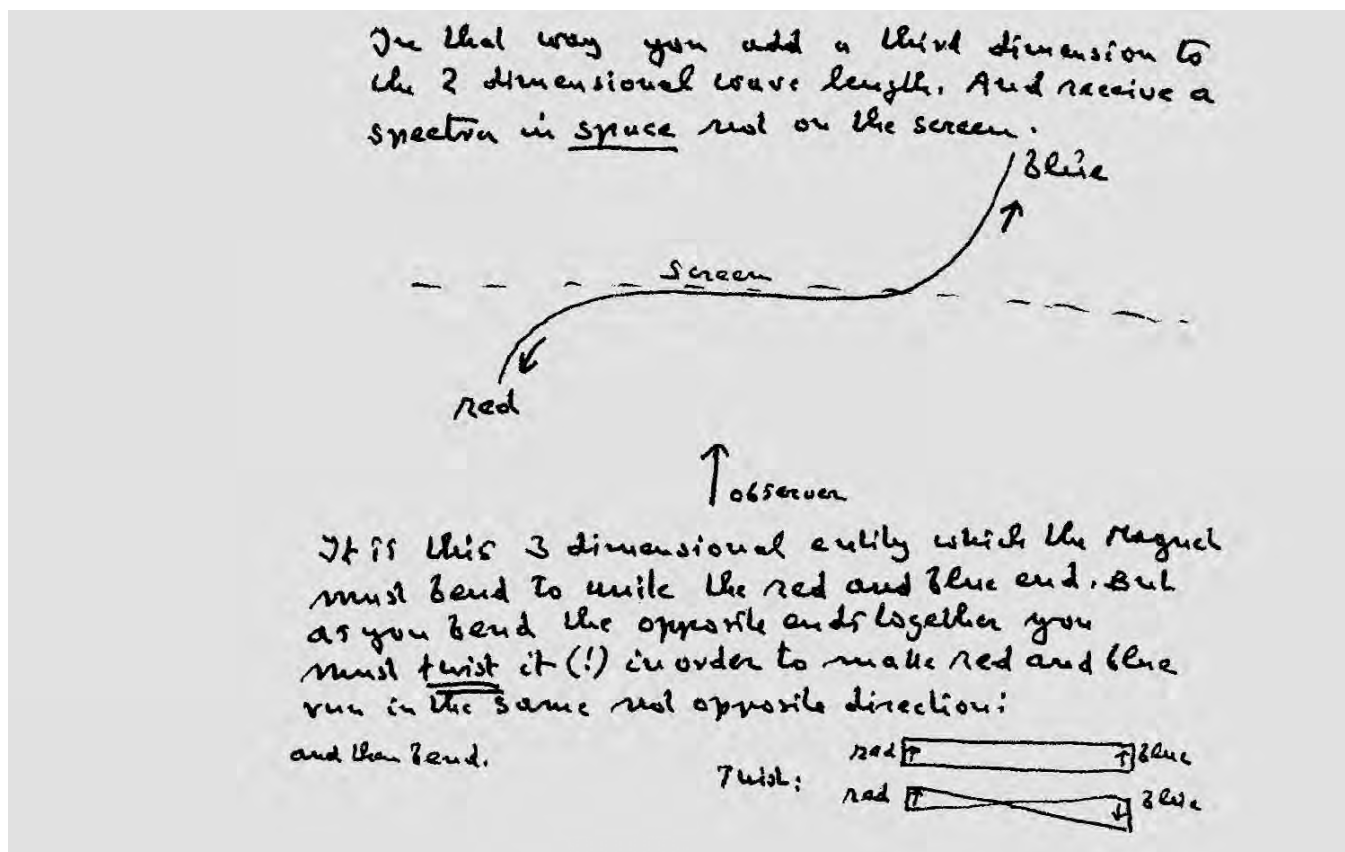 In that way you add a third dimension to
the 2 dimensional wave length. And receive a
spectra in space not on the screen.
Blue
screen
red
observer
It is this 3 dimensional entity which the Magnet
must bend to unite the red and blue end. But
as you bend the opposite ends together you
must twist it (!) in order to make red and blue
run in the same not opposite direction:
and then bend.
Twist:
red Blue
red Blue